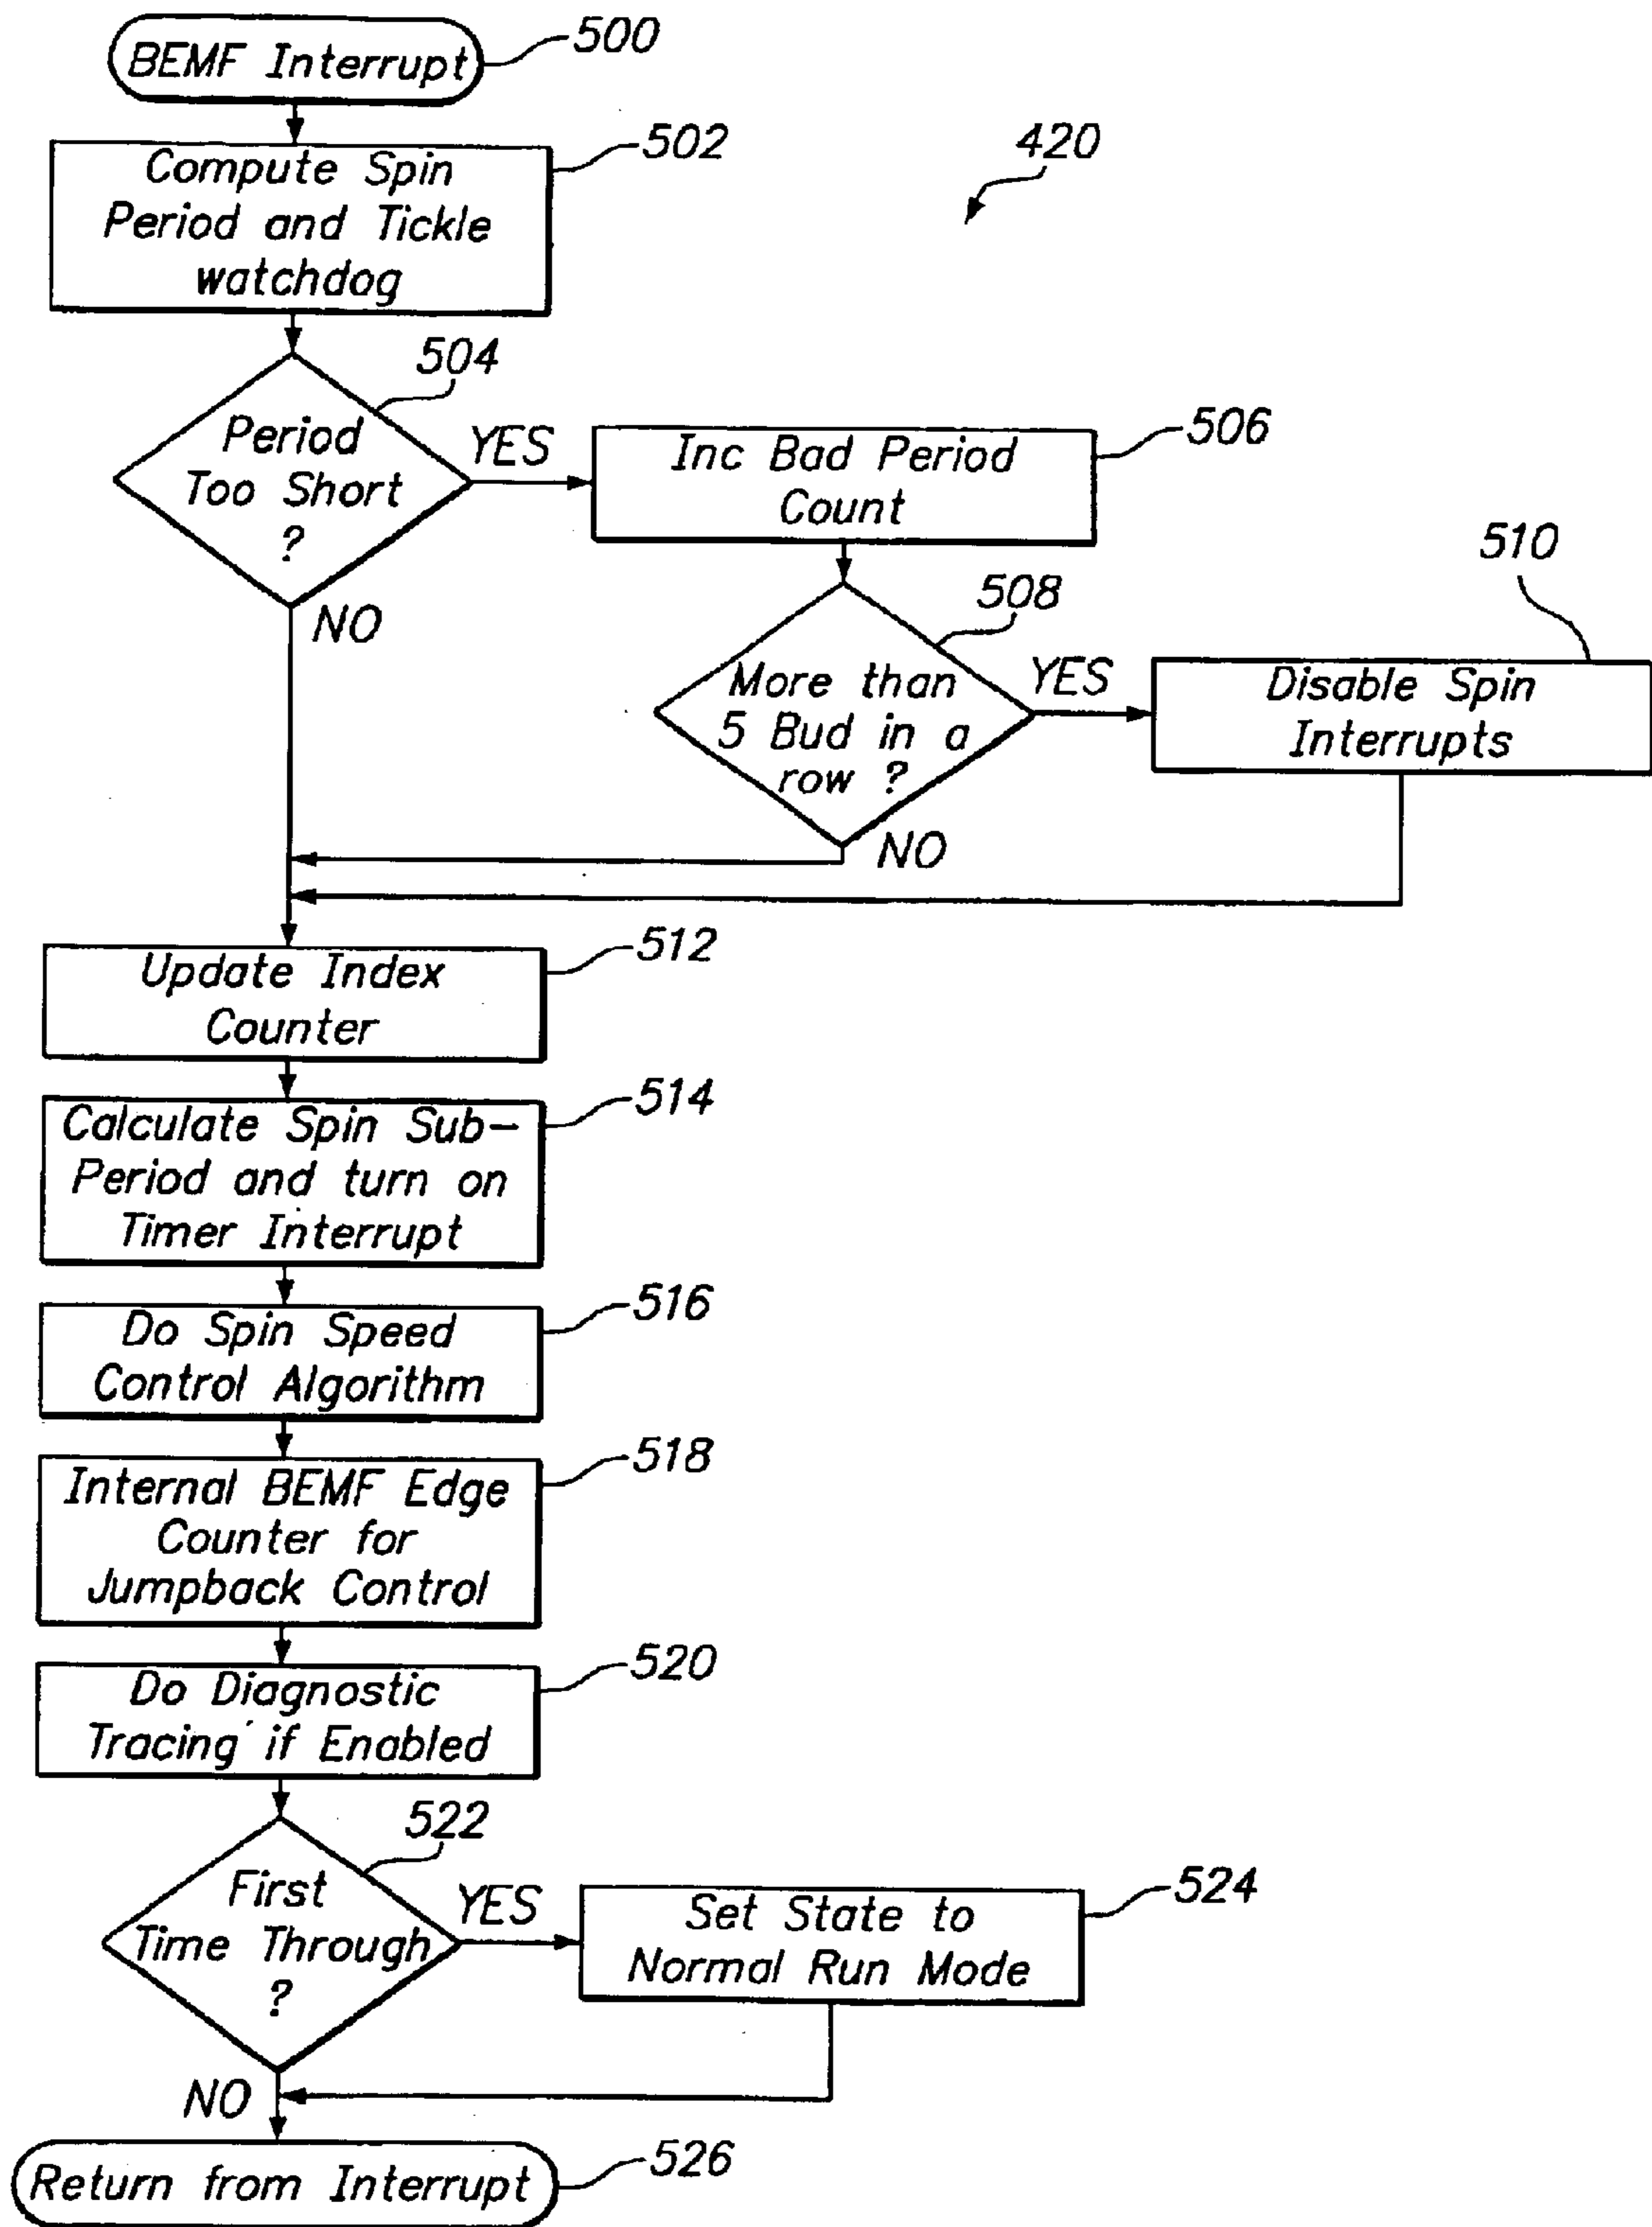 BEMF Interrupt
500
Compute Spin
Period and Tickle
watchdog
502
420
Period
Too Short
?
504
YES
NO
Inc Bad Period
Count
506
More than
5 Bud in a
row ?
508
YES
NO
Disable Spin
Interrupts
510
Update Index
Counter
512
Calculate Spin Sub-
Period and turn on
Timer Interrupt
514
Do Spin Speed
Control Algorithm
516
Internal BEMF Edge
Counter for
Jumpback Control
518
Do Diagnostic
Tracing if Enabled
520
First
Time Through
?
522
YES
NO
Set State to
Normal Run Mode
524
Return from Interrupt
526